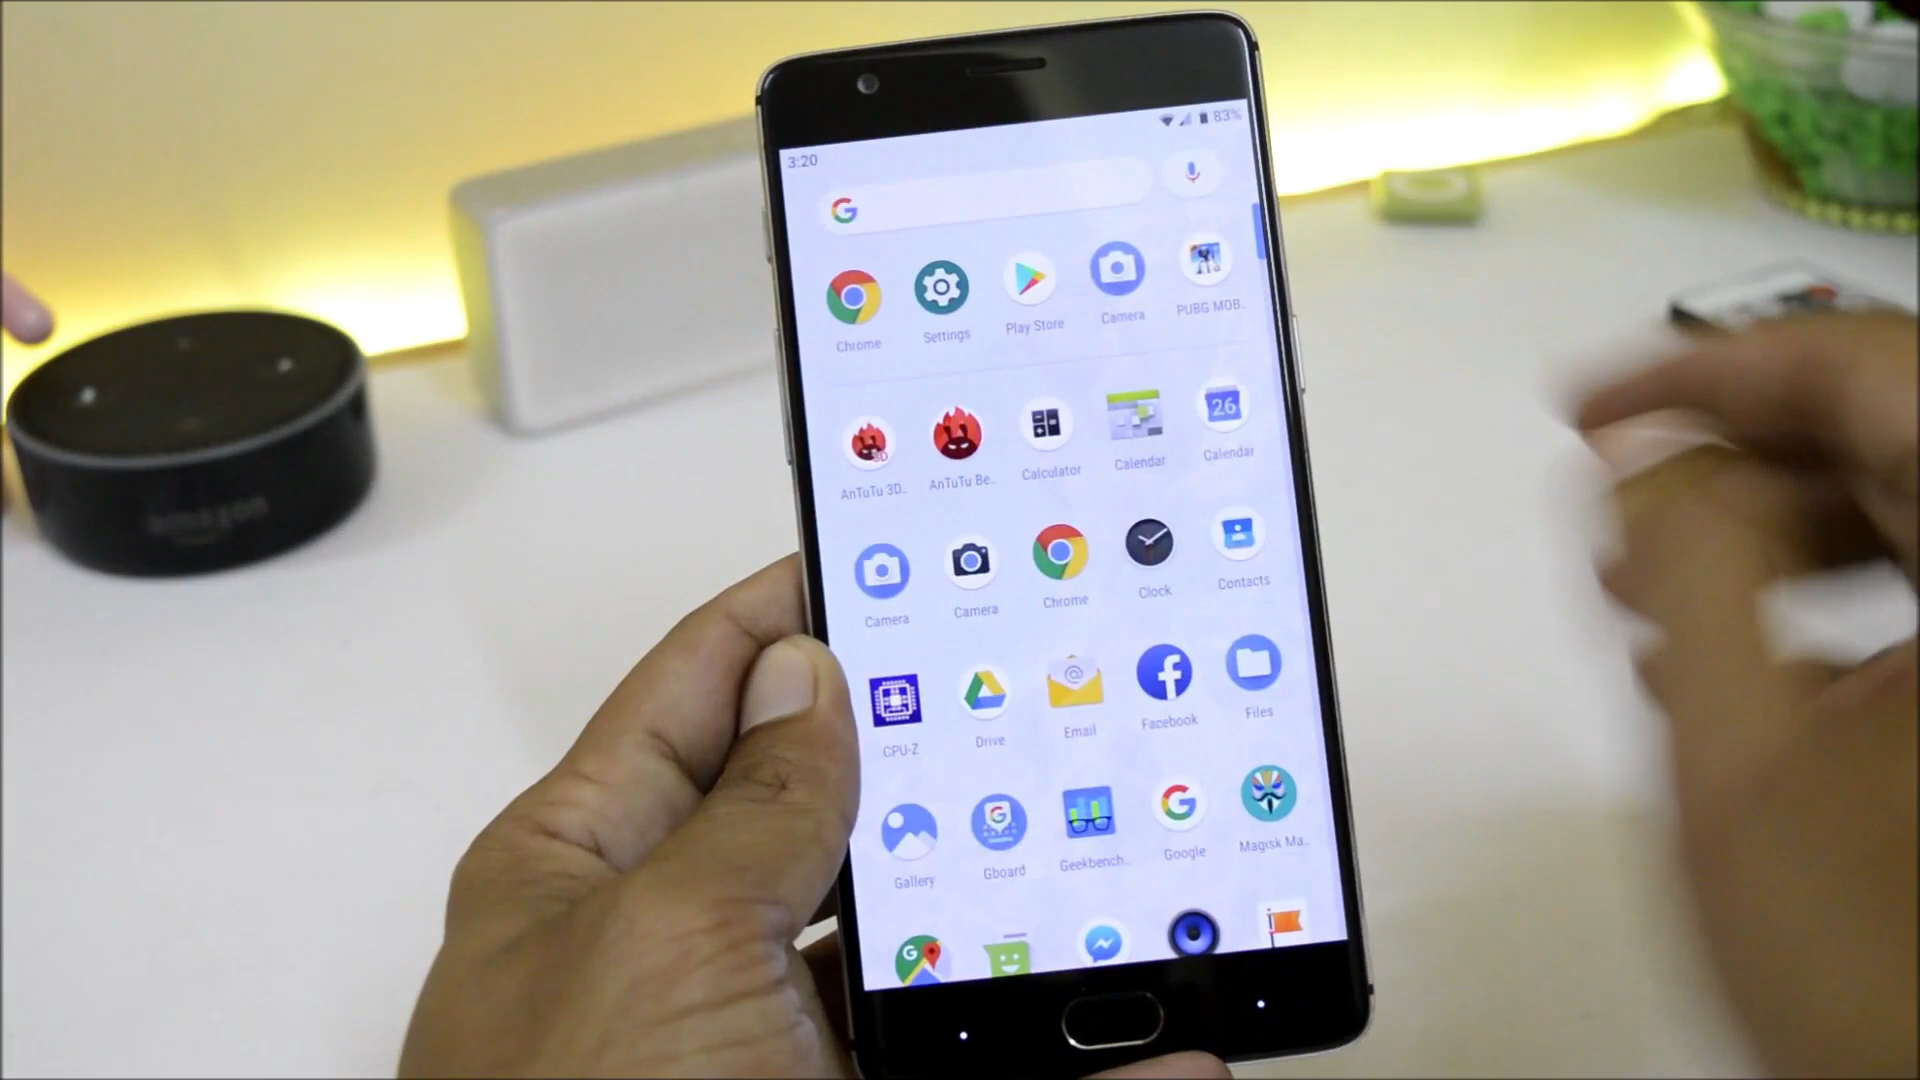 83%
3:20
G
Chrome
Settings
Play Store
Camera
PUBG MOB..
26
AnTuTu 3D..
AnTuTu Be..
Calculator
Calendar
Calendar
Camera
Camera
Chrome
Clock
Contacts
CPU-Z
Drive
Email
Facebook
Files
Gallery
Gboard
Geekbench..
Google
Magisk Ma..
amazon